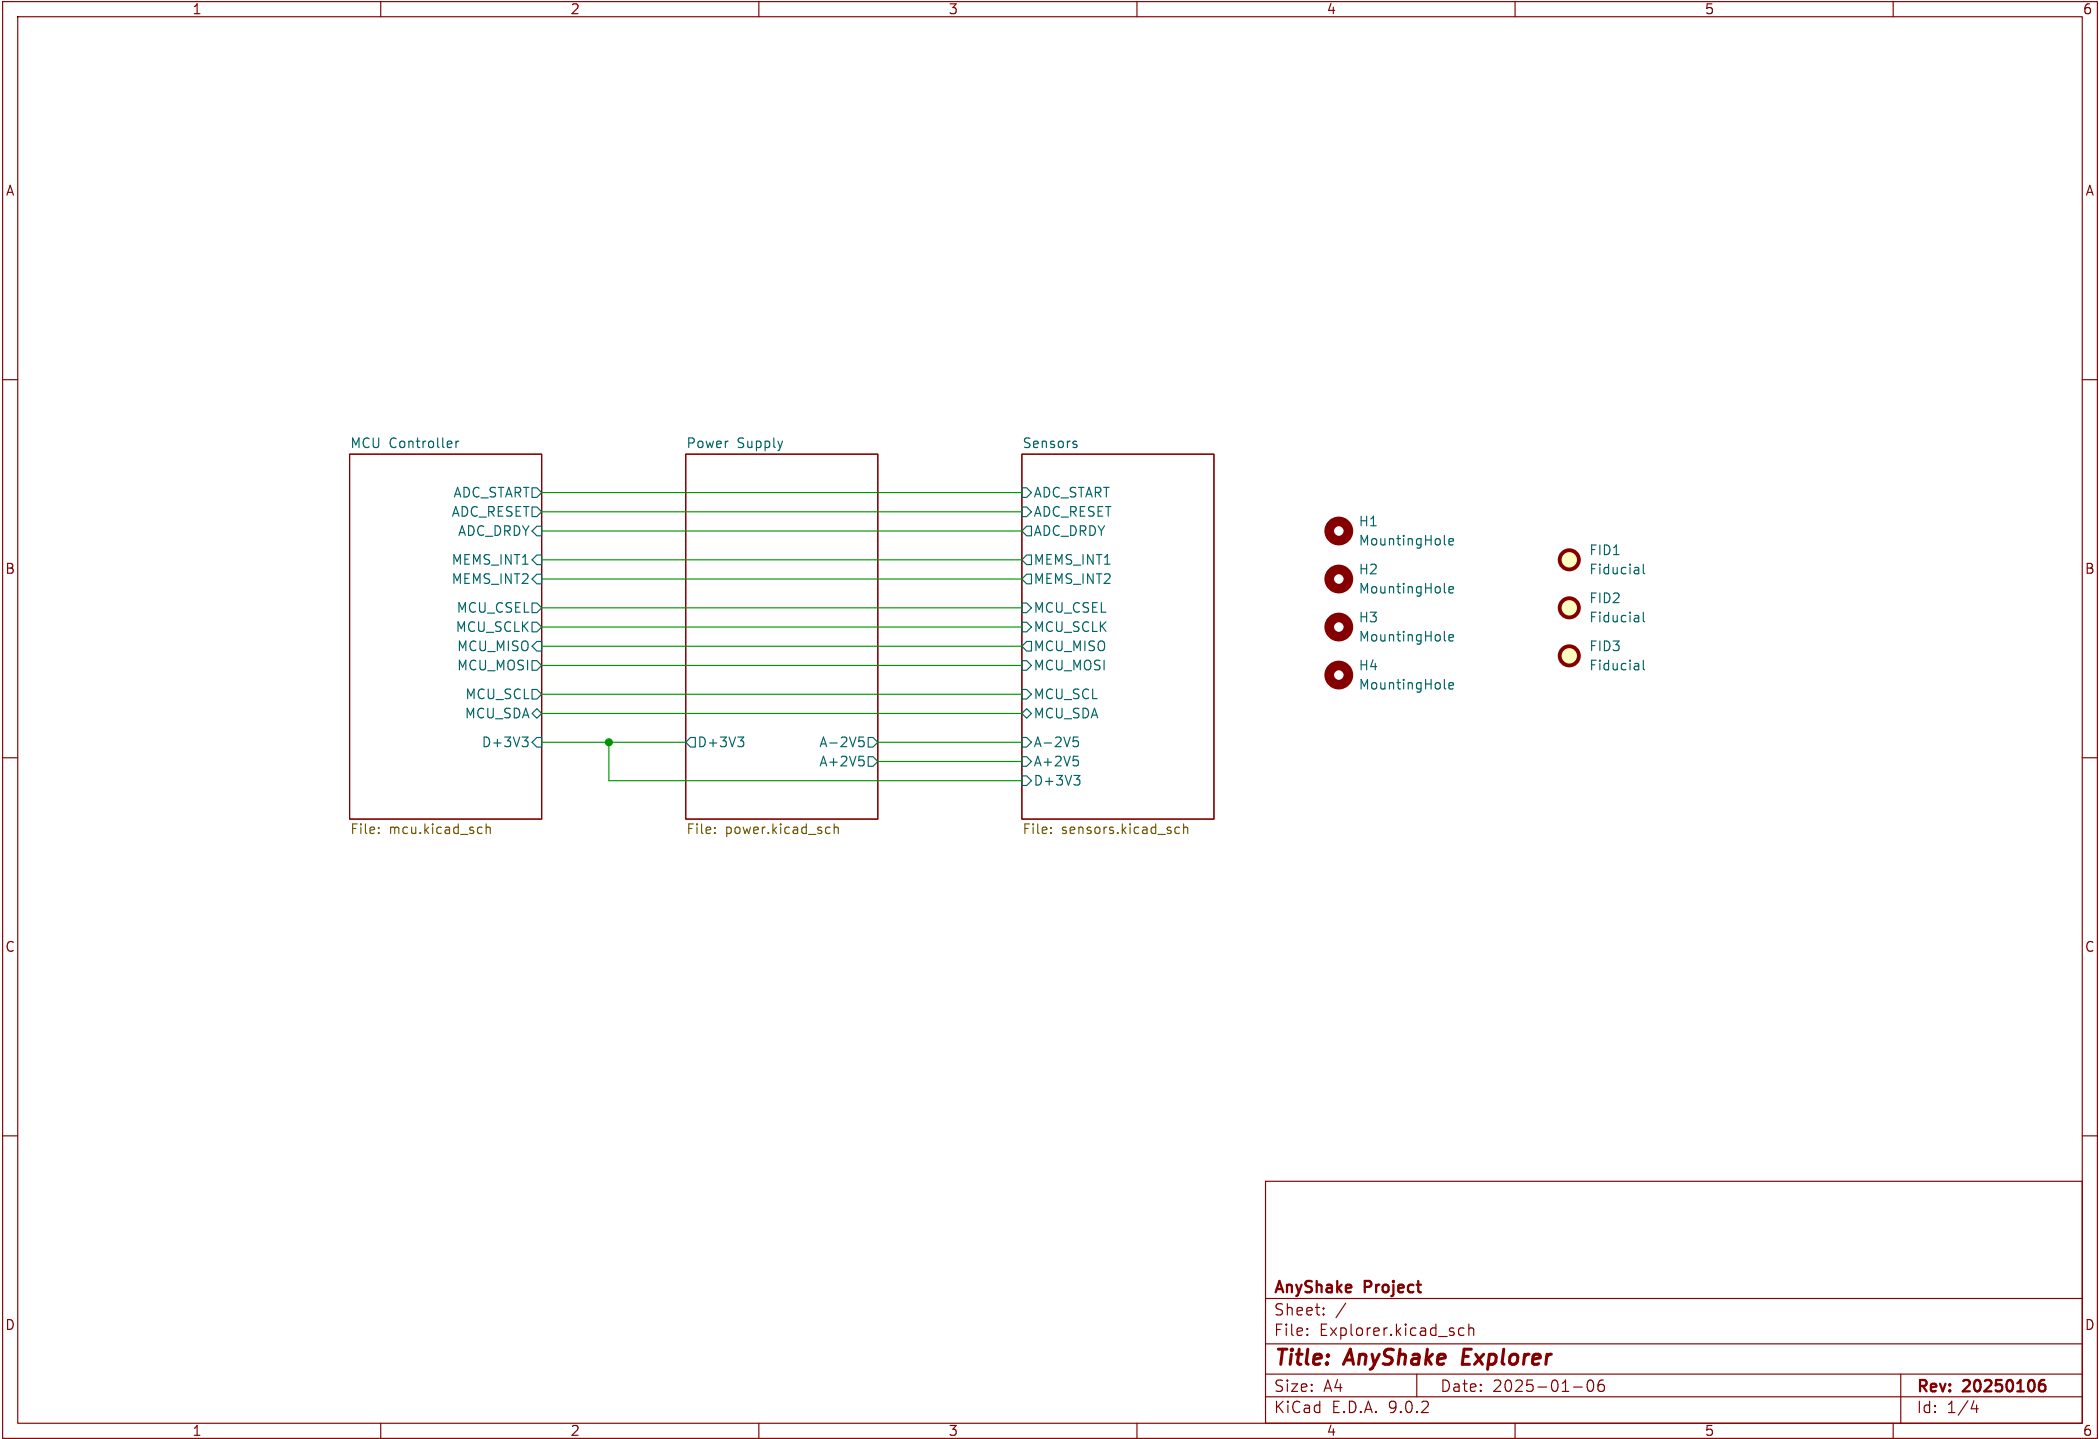 1 2 3 4 5 6
A A
B B
C C
D D
MCU Controller
ADC_START
ADC_RESET
ADC_DRDY
MEMS_INT1
MEMS_INT2
MCU_CSEL
MCU_SCLK
MCU_MISO
MCU_MOSI
MCU_SCL
MCU_SDA
D+3V3
File: mcu.kicad_sch
Power Supply
D+3V3 A-2V5
A+2V5
File: power.kicad_sch
Sensors
ADC_START
ADC_RESET
ADC_DRDY
MEMS_INT1
MEMS_INT2
MCU_CSEL
MCU_SCLK
MCU_MISO
MCU_MOSI
MCU_SCL
MCU_SDA
A-2V5
A+2V5
D+3V3
File: sensors.kicad_sch
H1
MountingHole
H2
MountingHole
H3
MountingHole
H4
MountingHole
FID1
Fiducial
FID2
Fiducial
FID3
Fiducial
AnyShake Project
Sheet: /
File: Explorer.kicad_sch
Title: AnyShake Explorer
Size: A4 Date: 2025-01-06 Rev: 20250106
KiCad E.D.A. 9.0.2 Id: 1/4
1 2 3 4 5 6